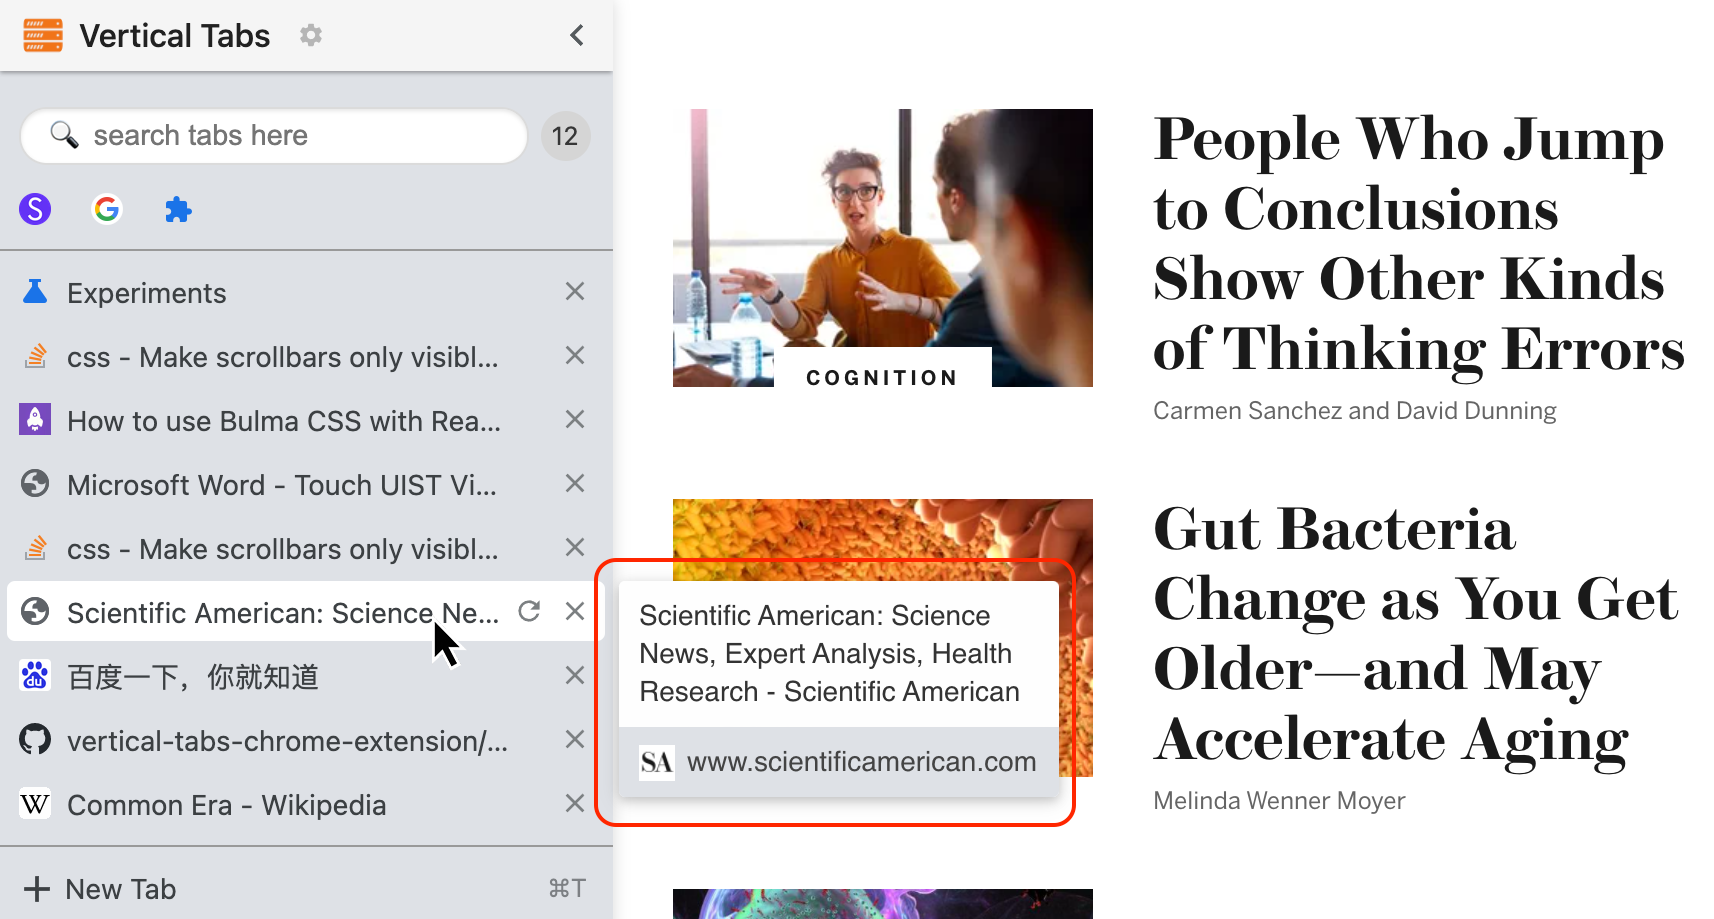 Vertical Tabs
search tabs here
12
S
G
Experiments
css - Make scrollbars only visibl...
How to use Bulma CSS with Rea...
Microsoft Word - Touch UIST Vi...
css - Make scrollbars only visibl...
Scientific American: Science Ne...
du 百度一下，你就知道
vertical-tabs-chrome-extension/...
W Common Era - Wikipedia
New Tab
⌘T
Scientific American: Science
News, Expert Analysis, Health
Research - Scientific American
SA www.scientificamerican.com
COGNITION
People Who Jump
to Conclusions
Show Other Kinds
of Thinking Errors
Carmen Sanchez and David Dunning
Gut Bacteria
Change as You Get
Older—and May
Accelerate Aging
Melinda Wenner Moyer